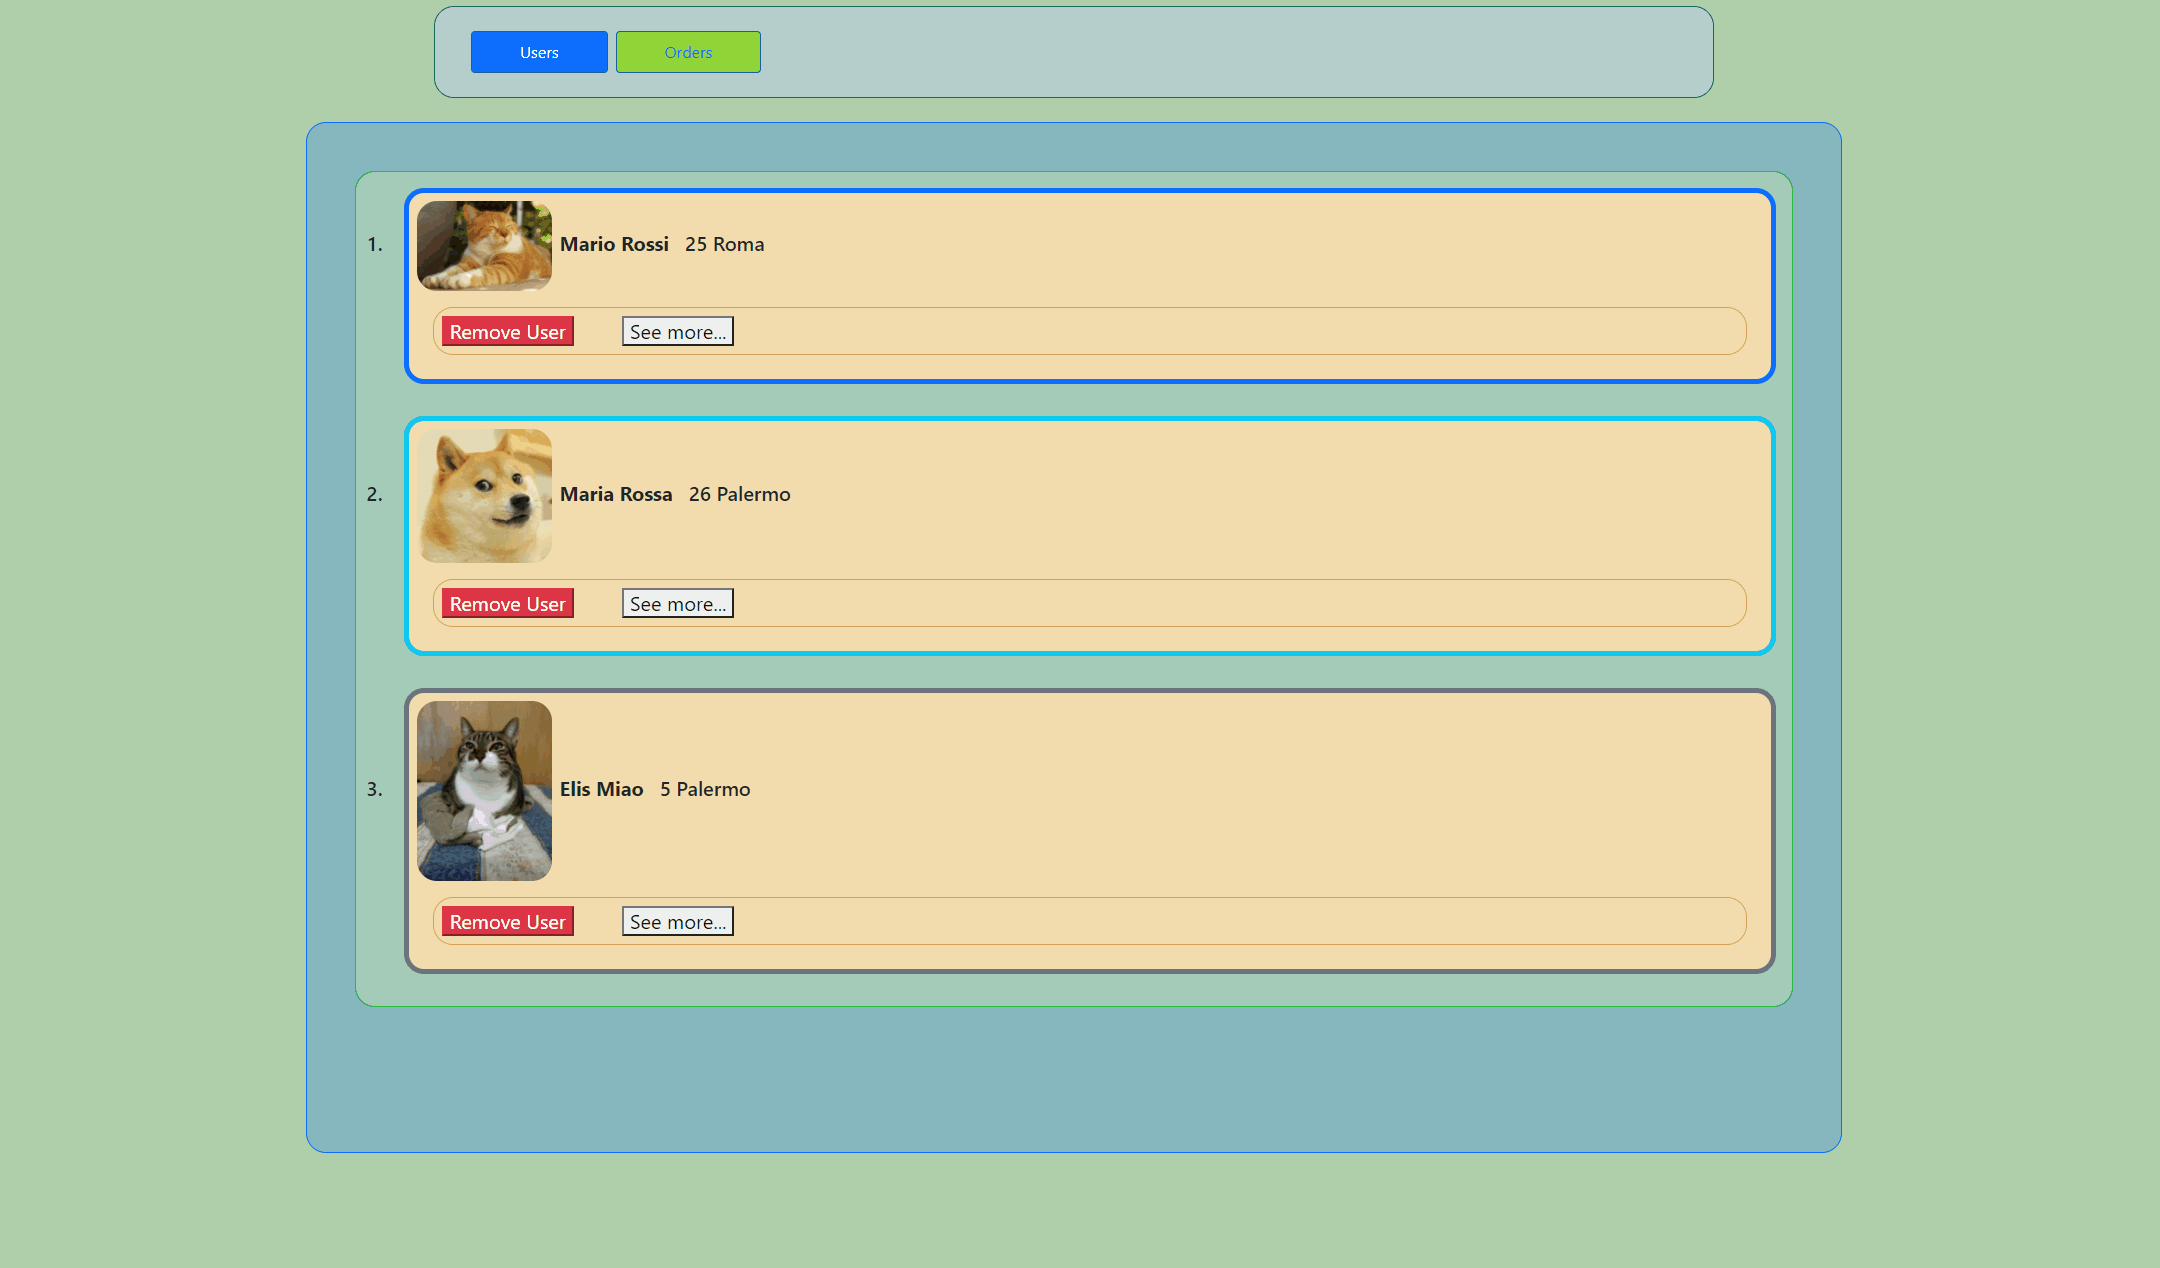 Users Orders
1. Mario Rossi 25 Roma
Remove User See more...
2. Maria Rossa 26 Palermo
Remove User See more...
3. Elis Miao 5 Palermo
Remove User See more...